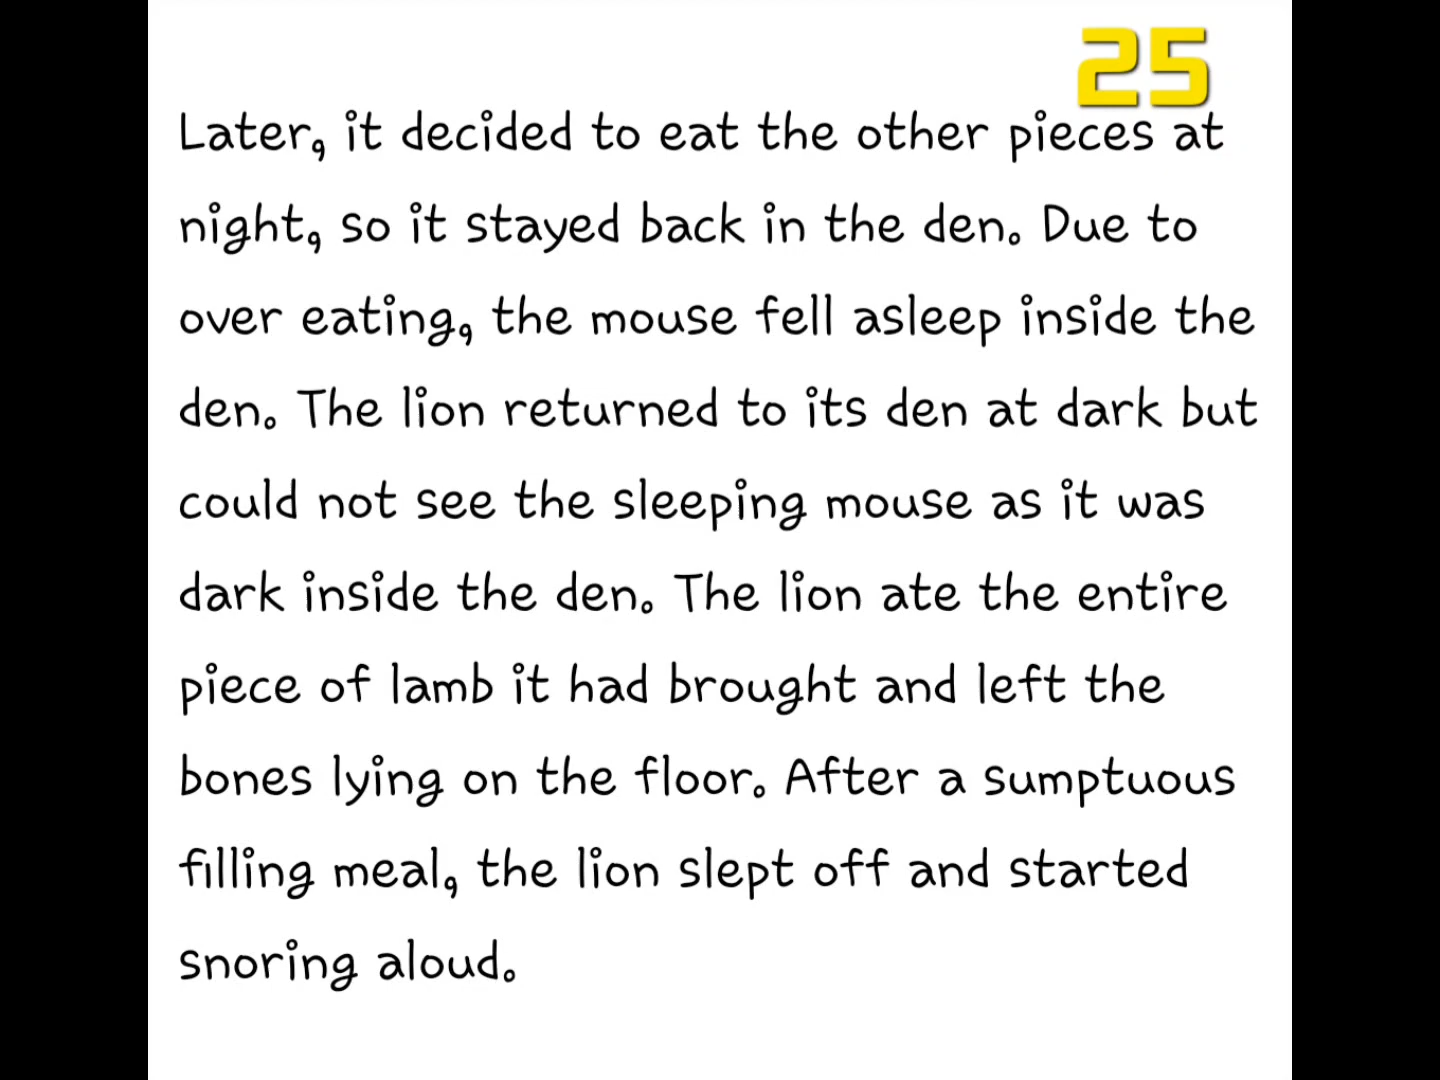 25
Later, it decided to eat the other pieces at
night, so it stayed back in the den. Due to
over eating, the mouse fell asleep inside the
den. The lion returned to its den at dark but
could not see the sleeping mouse as it was
dark inside the den. The lion ate the entire
piece of lamb it had brought and left the
bones lying on the floor. After a sumptuous
filling meal, the lion slept off and started
snoring aloud.